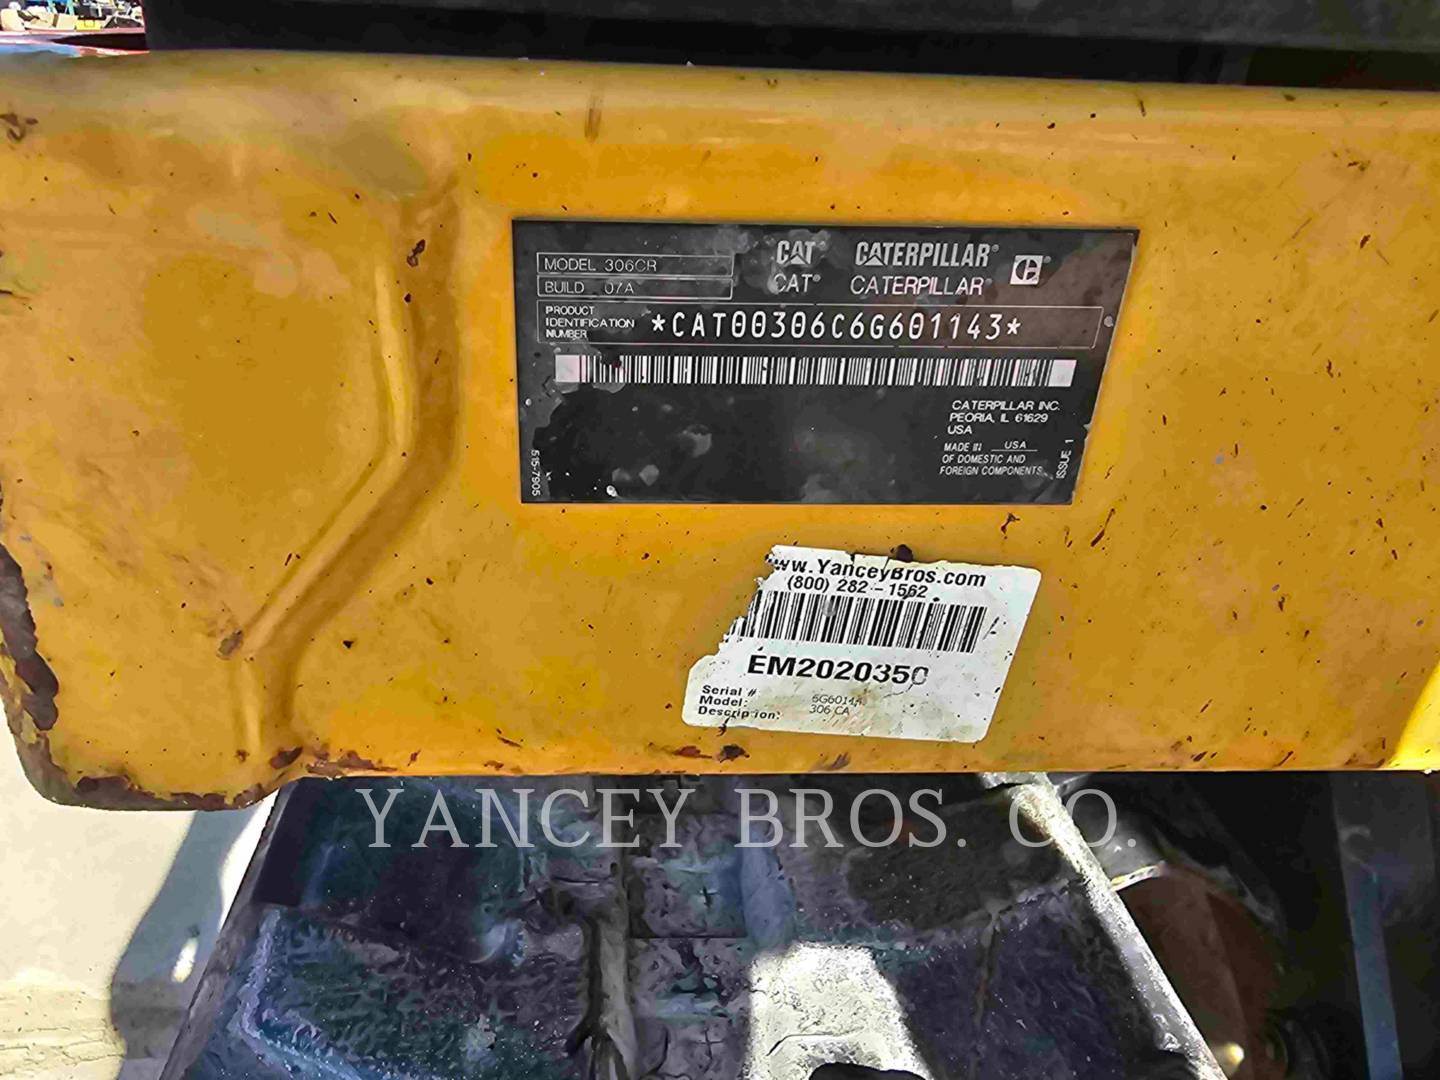 MODEL 306CR
BUILD 07A
CAT® CATERPILLAR®
CAT® CATERPILLAR®
PRODUCT
IDENTIFICATION
NUMBER
*CAT00306C6G601143*
CATERPILLAR INC.
PEORIA, IL 61629
USA
MADE IN USA
OF DOMESTIC AND
FOREIGN COMPONENTS
ISSUE 1
515-7905
www.YanceyBros.com
(800) 282-1562
EM2020350
Serial #
Model: 306 CA
Description:
YANCEY BROS. CO.